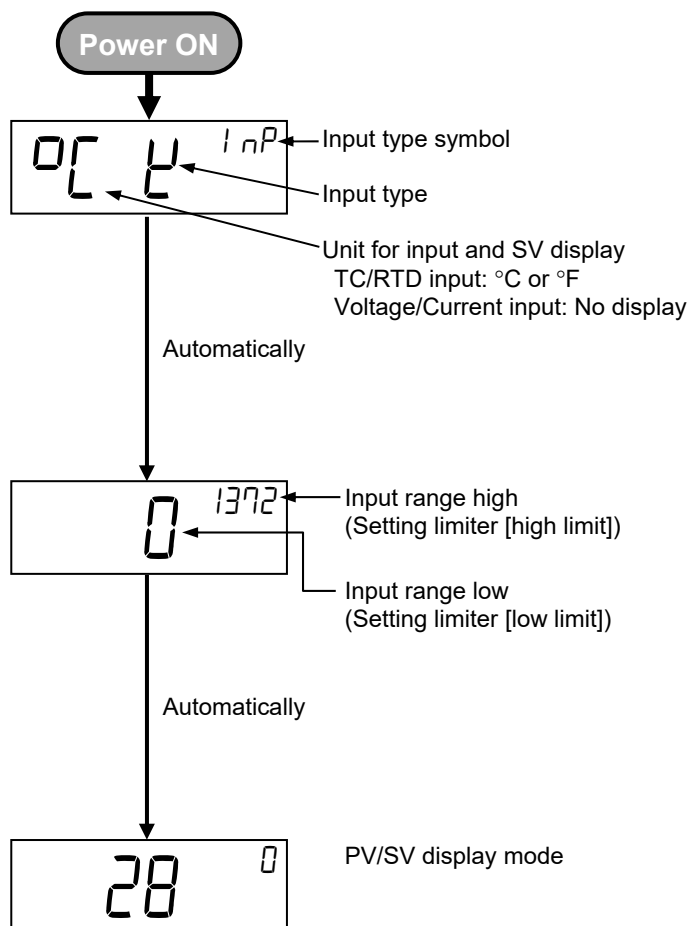 Power ON
°C K InP
Input type symbol
Input type
Unit for input and SV display
TC/RTD input: °C or °F
Voltage/Current input: No display
Automatically
0 1372
Input range high
(Setting limiter [high limit])
Input range low
(Setting limiter [low limit])
Automatically
28 0
PV/SV display mode